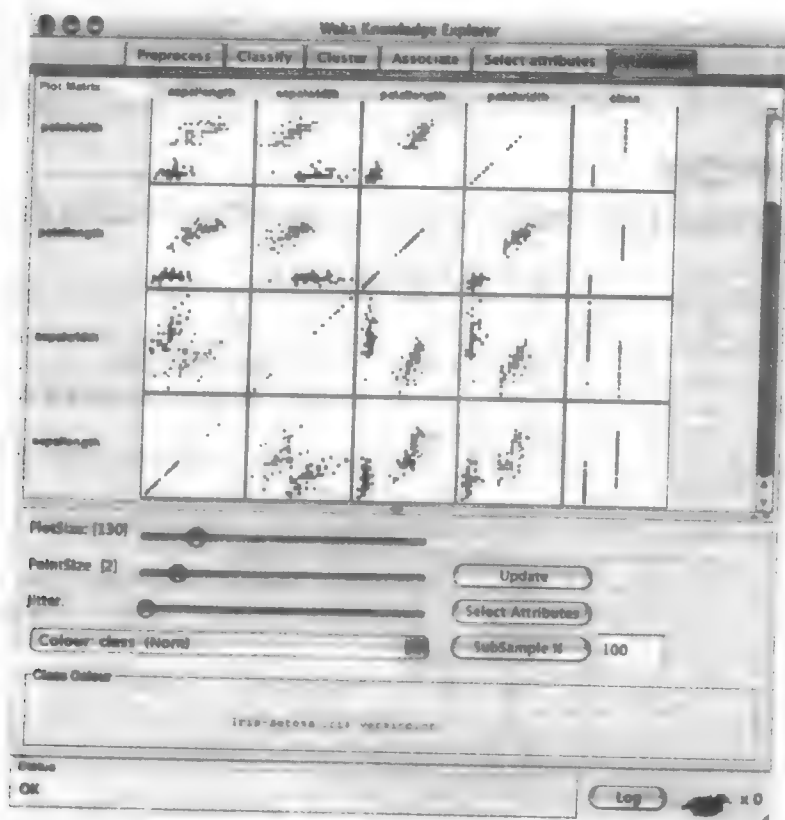 Weka Knowledge Explorer
Preprocess Classify Cluster Associate Select attributes
Plot Matrix sepallength sepalwidth petallength petalwidth class
petalwidth
petallength
sepalwidth
sepallength
PlotSize: [130]
PointSize: [2]
Update
Jitter:
Select Attributes
Colour: class (Nom)
SubSample % 100
Class Colour
Iris-setosa
Status
OK
Log x 0